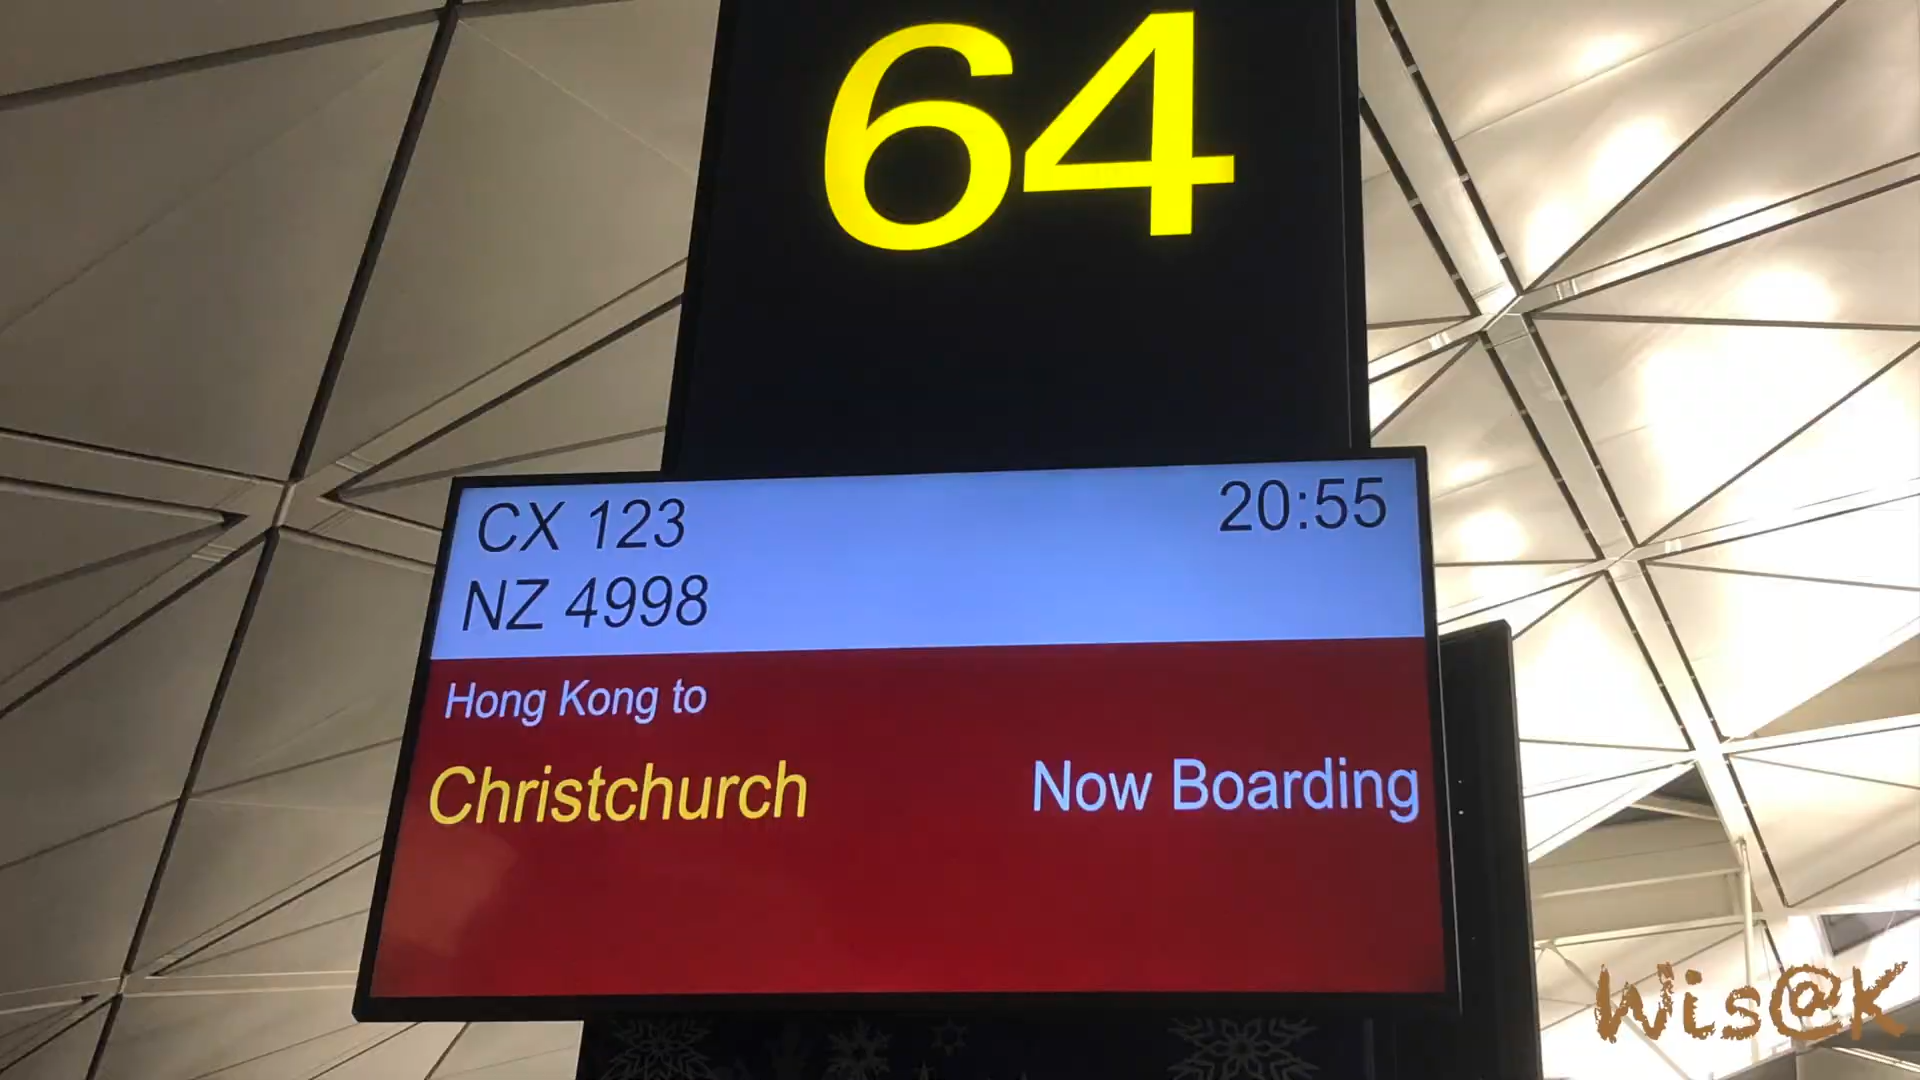 64
CX 123
20:55
NZ 4998
Hong Kong to
Christchurch
Now Boarding
Wis@K